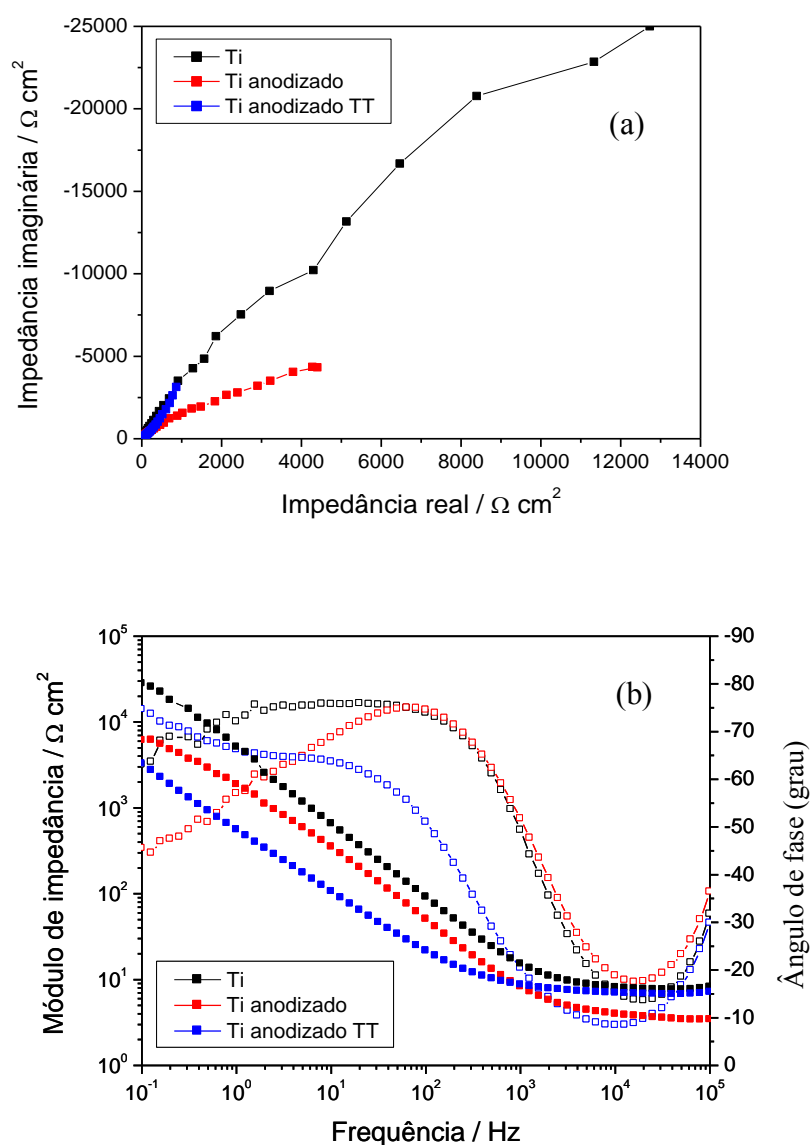 -25000
-20000
-15000
-10000
-5000
0
Impedância imaginária / Ω cm²
Ti
Ti anodizado
Ti anodizado TT
(a)
0 2000 4000 6000 8000 10000 12000 14000
Impedância real / Ω cm²
10⁵
10⁴
10³
10²
10¹
10⁰
Módulo de impedância / Ω cm²
(b)
-90
-80
-70
-60
-50
-40
-30
-20
-10
0
Ângulo de fase (grau)
Ti
Ti anodizado
Ti anodizado TT
10⁻¹ 10⁰ 10¹ 10² 10³ 10⁴ 10⁵
Frequência / Hz